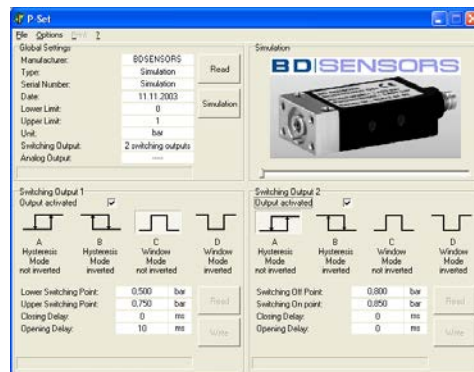 P-Set
File Options Print ?
Global Settings
Manufacturer: BDSENSORS
Type: Simulation
Serial Number: Simulation
Date: 11.11.2003
Lower Limit: 0
Upper Limit: 1
Unit: bar
Switching Output: 2 switching outputs
Analog Output: ----
Read
Simulation
Simulation
BD SENSORS
Switching Output 1
Output activated
A
Hysteresis
Mode
not inverted
B
Hysteresis
Mode
inverted
C
Window
Mode
not inverted
D
Window
Mode
inverted
Lower Switching Point: 0,500 bar
Upper Switching Point: 0,750 bar
Closing Delay: 0 ms
Opening Delay: 10 ms
Read
Write
Switching Output 2
Output activated
A
Hysteresis
Mode
not inverted
B
Hysteresis
Mode
inverted
C
Window
Mode
not inverted
D
Window
Mode
inverted
Switching Off Point: 0,800 bar
Switching On point: 0,850 bar
Closing Delay: 0 ms
Opening Delay: 0 ms
Read
Write